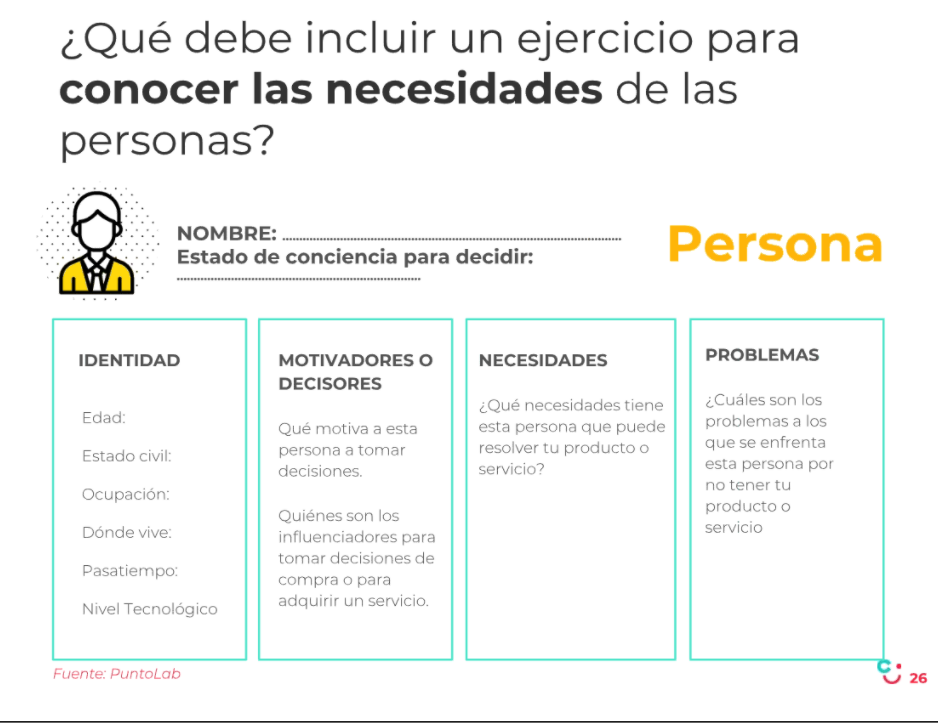 ¿Qué debe incluir un ejercicio para
conocer las necesidades de las
personas?
NOMBRE: ................................................................
Estado de conciencia para decidir:
................................................................
Persona
IDENTIDAD
Edad:
Estado civil:
Ocupación:
Dónde vive:
Pasatiempo:
Nivel Tecnológico
MOTIVADORES O
DECISORES
Qué motiva a esta
persona a tomar
decisiones.
Quiénes son los
influenciadores para
tomar decisiones de
compra o para
adquirir un servicio.
NECESIDADES
¿Qué necesidades tiene
esta persona que puede
resolver tu producto o
servicio?
PROBLEMAS
¿Cuáles son los
problemas a los
que se enfrenta
esta persona por
no tener tu
producto o
servicio
Fuente: PuntoLab
26